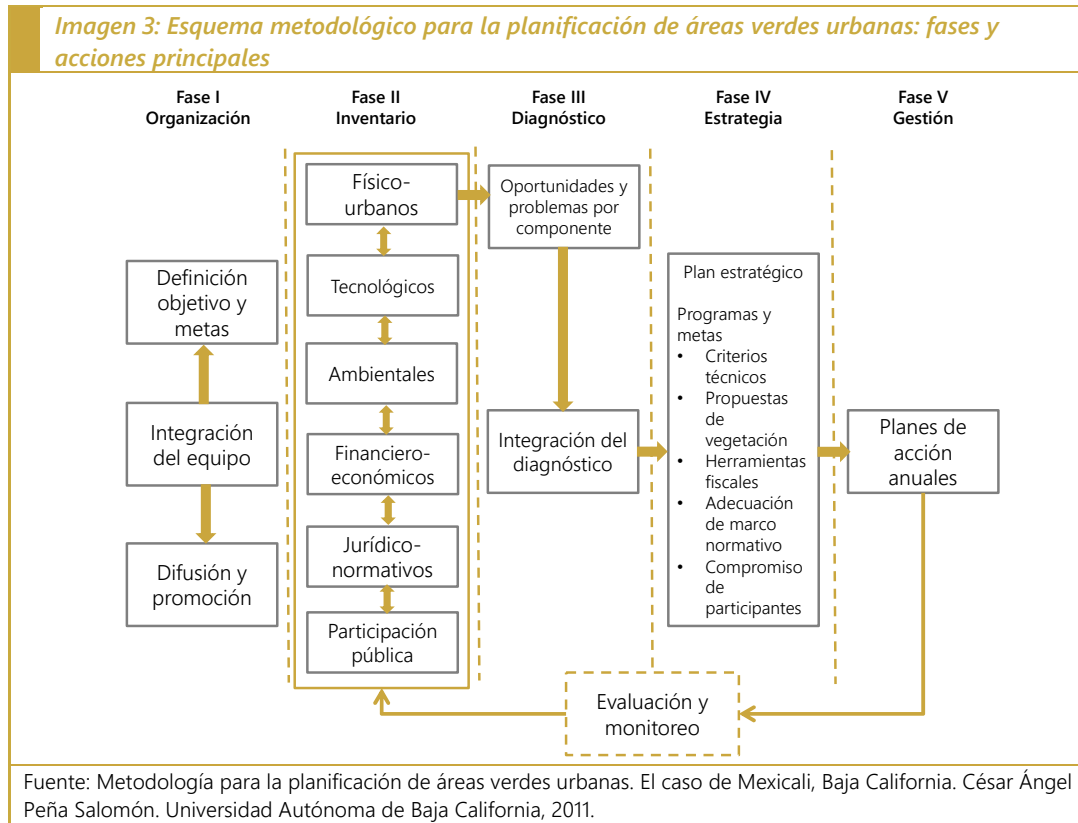 Imagen 3: Esquema metodológico para la planificación de áreas verdes urbanas: fases y
acciones principales
Fase I
Organización
Fase II
Inventario
Fase III
Diagnóstico
Fase IV
Estrategia
Fase V
Gestión
Definición
objetivo y
metas
Integración
del equipo
Difusión y
promoción
Físico-
urbanos
Tecnológicos
Ambientales
Financiero-
económicos
Jurídico-
normativos
Participación
pública
Oportunidades y
problemas por
componente
Integración del
diagnóstico
Plan estratégico
Programas y
metas
• Criterios
técnicos
• Propuestas
de
vegetación
• Herramientas
fiscales
• Adecuación
de marco
normativo
• Compromiso
de
participantes
Planes de
acción
anuales
Evaluación y
monitoreo
Fuente: Metodología para la planificación de áreas verdes urbanas. El caso de Mexicali, Baja California. César Ángel
Peña Salomón. Universidad Autónoma de Baja California, 2011.